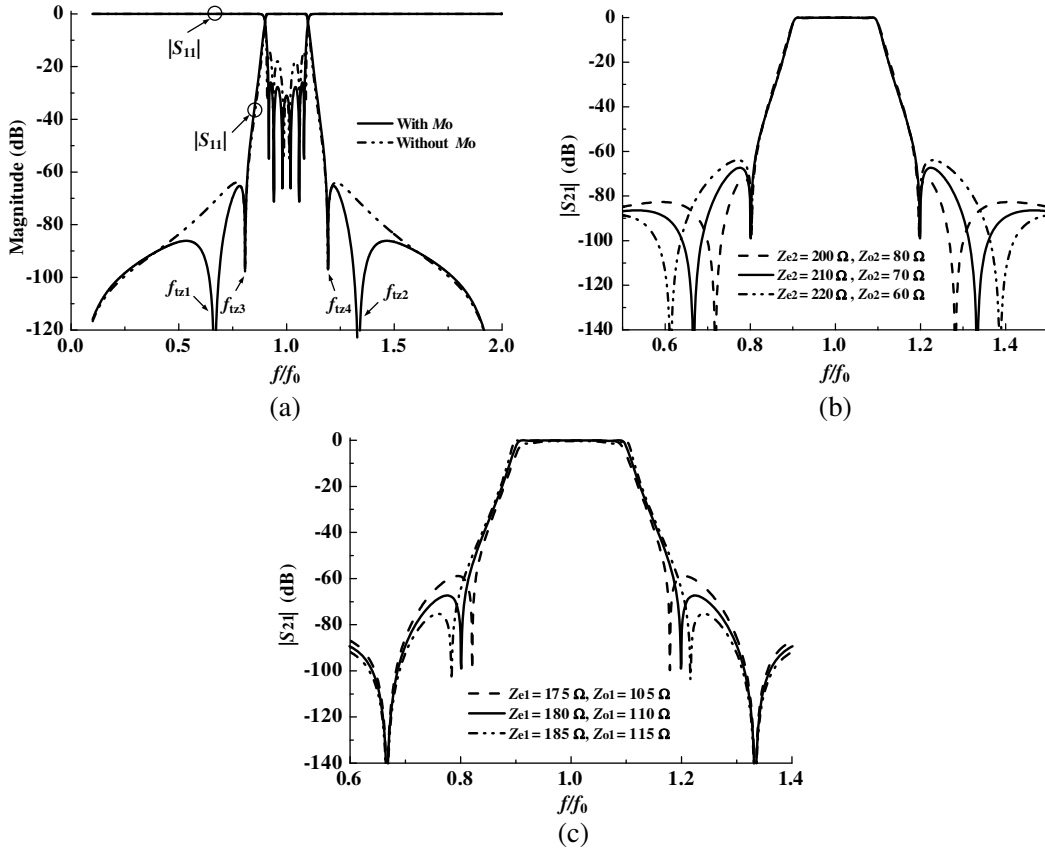 0
-20
-40
-60
-80
-100
-120
Magnitude (dB)
|S11|
|S11|
With Mo
Without Mo
ftz1
ftz3
ftz4
ftz2
0.0 0.5 1.0 1.5 2.0
f/f0
(a)
0
-20
-40
-60
-80
-100
-120
-140
|S21| (dB)
Ze2 = 200 Ω, Zo2 = 80 Ω
Ze2 = 210 Ω, Zo2 = 70 Ω
Ze2 = 220 Ω, Zo2 = 60 Ω
0.6 0.8 1.0 1.2 1.4
f/f0
(b)
0
-20
-40
-60
-80
-100
-120
-140
|S21| (dB)
Ze1 = 175 Ω, Zo1 = 105 Ω
Ze1 = 180 Ω, Zo1 = 110 Ω
Ze1 = 185 Ω, Zo1 = 115 Ω
0.6 0.8 1.0 1.2 1.4
f/f0
(c)